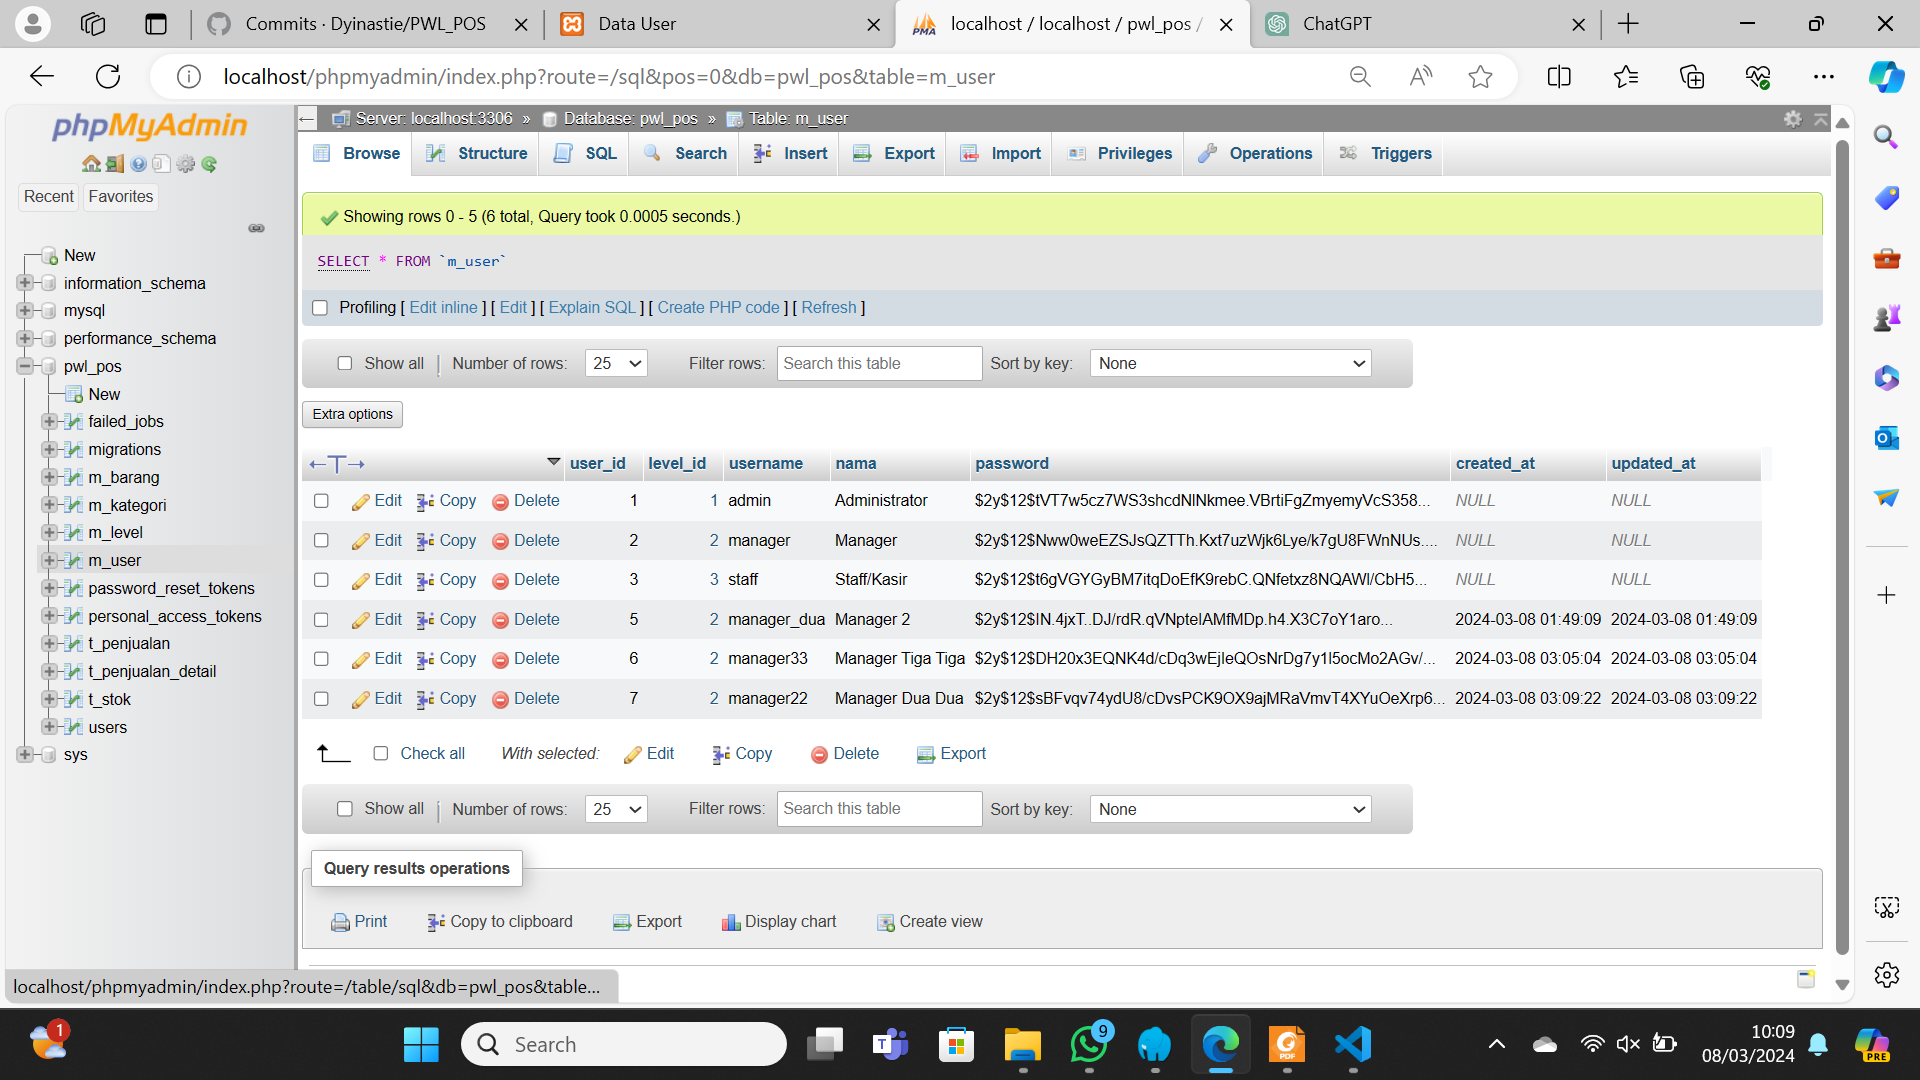 Commits · Dyinastie/PWL_POS
Data User
localhost / localhost / pwl_pos /
ChatGPT
localhost/phpmyadmin/index.php?route=/sql&pos=0&db=pwl_pos&table=m_user
phpMyAdmin
Recent
Favorites
New
information_schema
mysql
performance_schema
pwl_pos
New
failed_jobs
migrations
m_barang
m_kategori
m_level
m_user
password_reset_tokens
personal_access_tokens
t_penjualan
t_penjualan_detail
t_stok
users
sys
Server: localhost:3306 » Database: pwl_pos » Table: m_user
Browse Structure SQL Search Insert Export Import Privileges Operations Triggers
Showing rows 0 - 5 (6 total, Query took 0.0005 seconds.)
SELECT * FROM `m_user`
Profiling [ Edit inline ] [ Edit ] [ Explain SQL ] [ Create PHP code ] [ Refresh ]
Show all Number of rows: 25 Filter rows: Search this table Sort by key: None
Extra options
user_id level_id username nama password created_at updated_at
Edit Copy Delete 1 1 admin Administrator $2y$12$tVT7w5cz7WS3shcdNlNkmee.VBrtiFgZmyemyVcS358... NULL NULL
Edit Copy Delete 2 2 manager Manager $2y$12$Nww0weEZSJsQZTTh.Kxt7uzWjk6Lye/k7gU8FWnNUs.... NULL NULL
Edit Copy Delete 3 3 staff Staff/Kasir $2y$12$t6gVGYGyBM7itqDoEfK9rebC.QNfetxz8NQAWl/CbH5... NULL NULL
Edit Copy Delete 5 2 manager_dua Manager 2 $2y$12$IN.4jxT..DJ/rdR.qVNptelAMfMDp.h4.X3C7oY1aro... 2024-03-08 01:49:09 2024-03-08 01:49:09
Edit Copy Delete 6 2 manager33 Manager Tiga Tiga $2y$12$DH20x3EQNK4d/cDq3wEjleQOsNrDg7y1l5ocMo2AGv/... 2024-03-08 03:05:04 2024-03-08 03:05:04
Edit Copy Delete 7 2 manager22 Manager Dua Dua $2y$12$sBFvqv74ydU8/cDvsPCK9OX9ajMRaVmvT4XYuOeXrp6... 2024-03-08 03:09:22 2024-03-08 03:09:22
Check all With selected: Edit Copy Delete Export
Show all Number of rows: 25 Filter rows: Search this table Sort by key: None
Query results operations
Print Copy to clipboard Export Display chart Create view
localhost/phpmyadmin/index.php?route=/table/sql&db=pwl_pos&table...
1
Search
9
PDF
10:09
08/03/2024
PRE